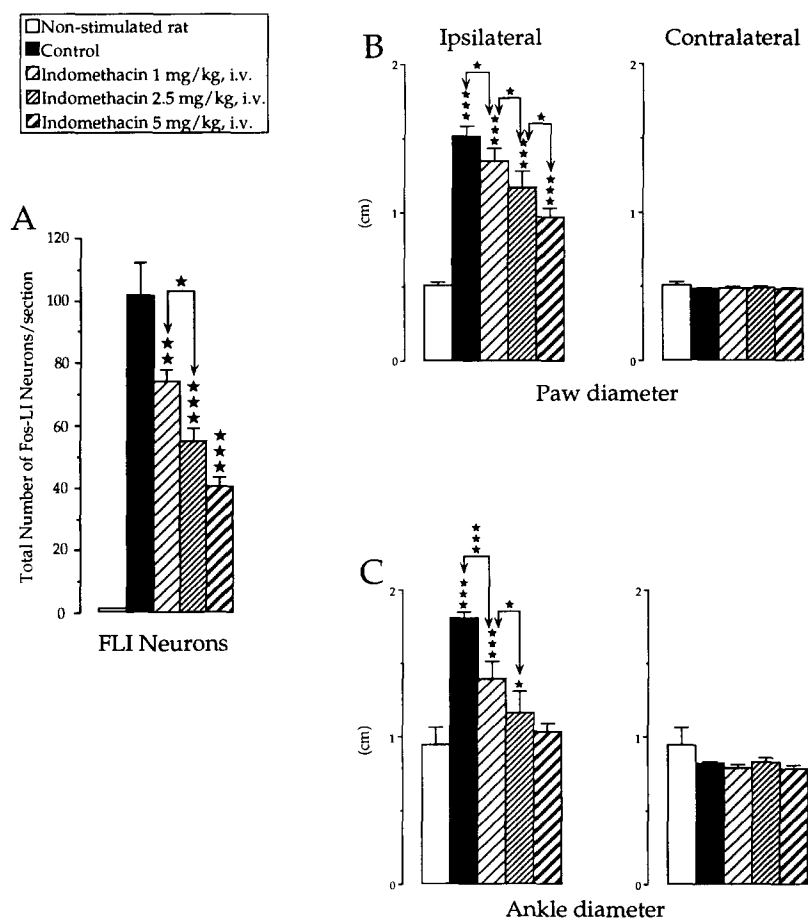 Non-stimulated rat
Control
Indomethacin 1 mg/kg, i.v.
Indomethacin 2.5 mg/kg, i.v.
Indomethacin 5 mg/kg, i.v.
A
Total Number of Fos-LI Neurons/section
120
100
80
60
40
20
0
FLI Neurons
B
Ipsilateral
Contralateral
(cm)
2
1
0
2
1
0
Paw diameter
C
(cm)
2
1
0
2
1
0
Ankle diameter